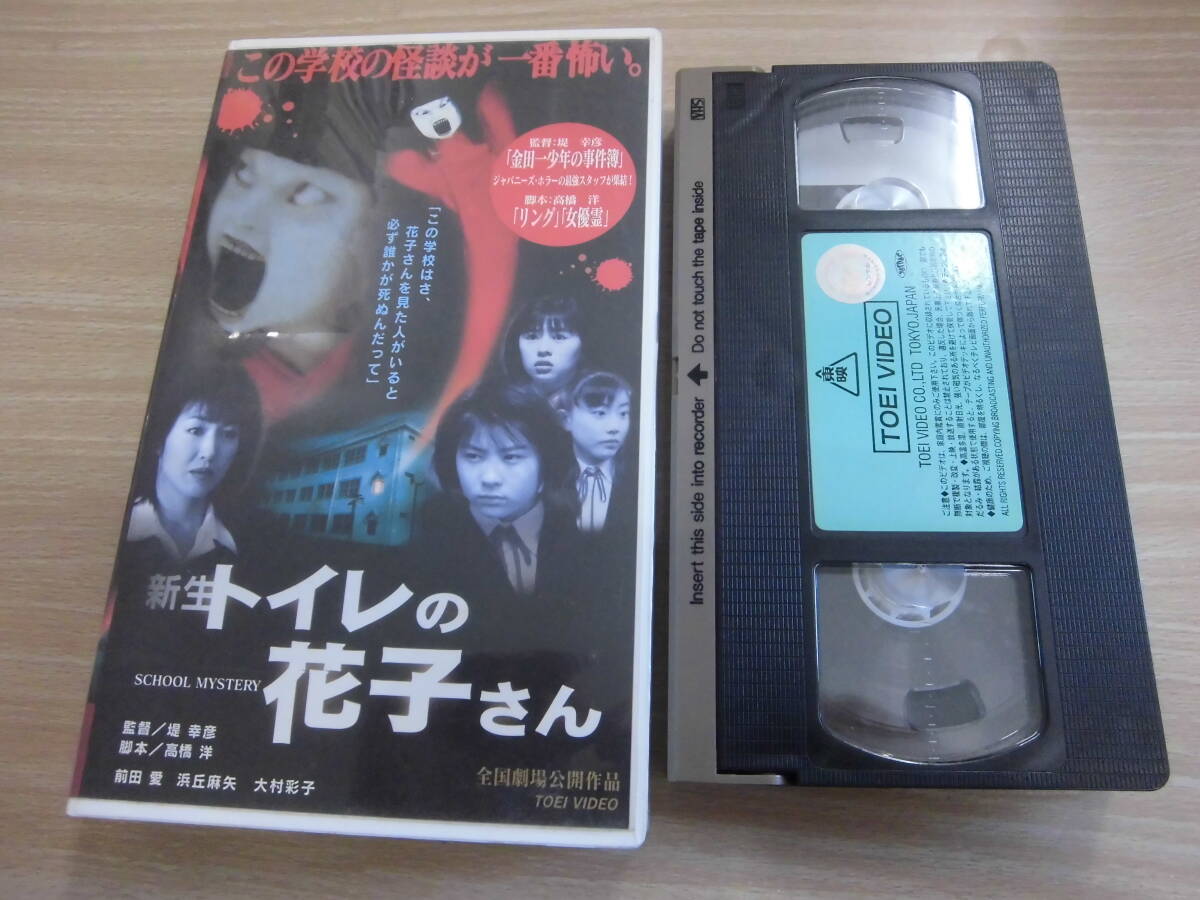 この学校の怪談が一番怖い。
監督:堤 幸彦
「金田一少年の事件簿」
ジャパニーズ・ホラーの最強スタッフが集結!
脚本:高橋 洋
「リング」「女優霊」
「この学校はさ、
花子さんを見た人がいると
必ず誰かが死ぬんだって」
新生トイレの
SCHOOL MYSTERY 花子さん
監督/堤 幸彦
脚本/高橋 洋
前田 愛 浜丘麻矢 大村彩子
全国劇場公開作品
TOEI VIDEO
VHS
Insert this side into recorder Do not touch the tape inside
東映
TOEI VIDEO
TOEI VIDEO CO.,LTD TOKYO.JAPAN
ALL RIGHTS RESERVED.COPYING BROADCASTING AND UNAUTHORIZED